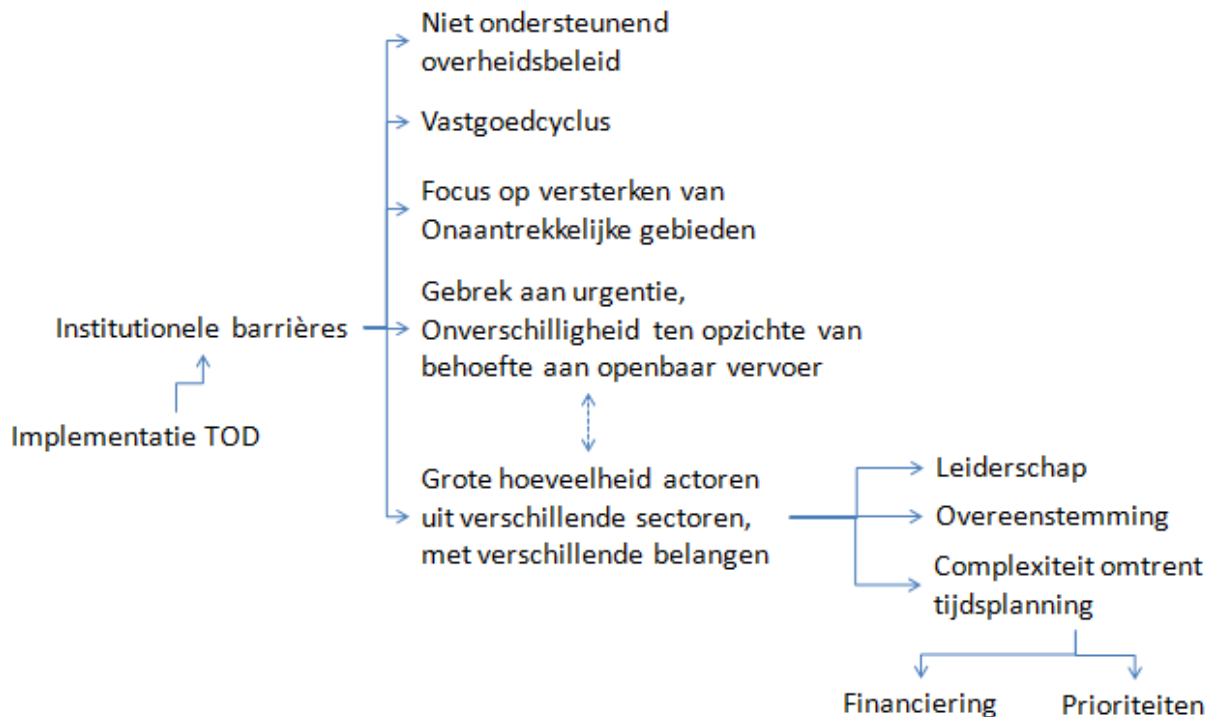 Niet ondersteunend
overheidsbeleid
Vastgoedcyclus
Focus op versterken van
Onaantrekkelijke gebieden
Gebrek aan urgentie,
Onverschilligheid ten opzichte van
behoefte aan openbaar vervoer
Institutionele barrières
Implementatie TOD
Grote hoeveelheid actoren
uit verschillende sectoren,
met verschillende belangen
Leiderschap
Overeenstemming
Complexiteit omtrent
tijdsplanning
Financiering
Prioriteiten